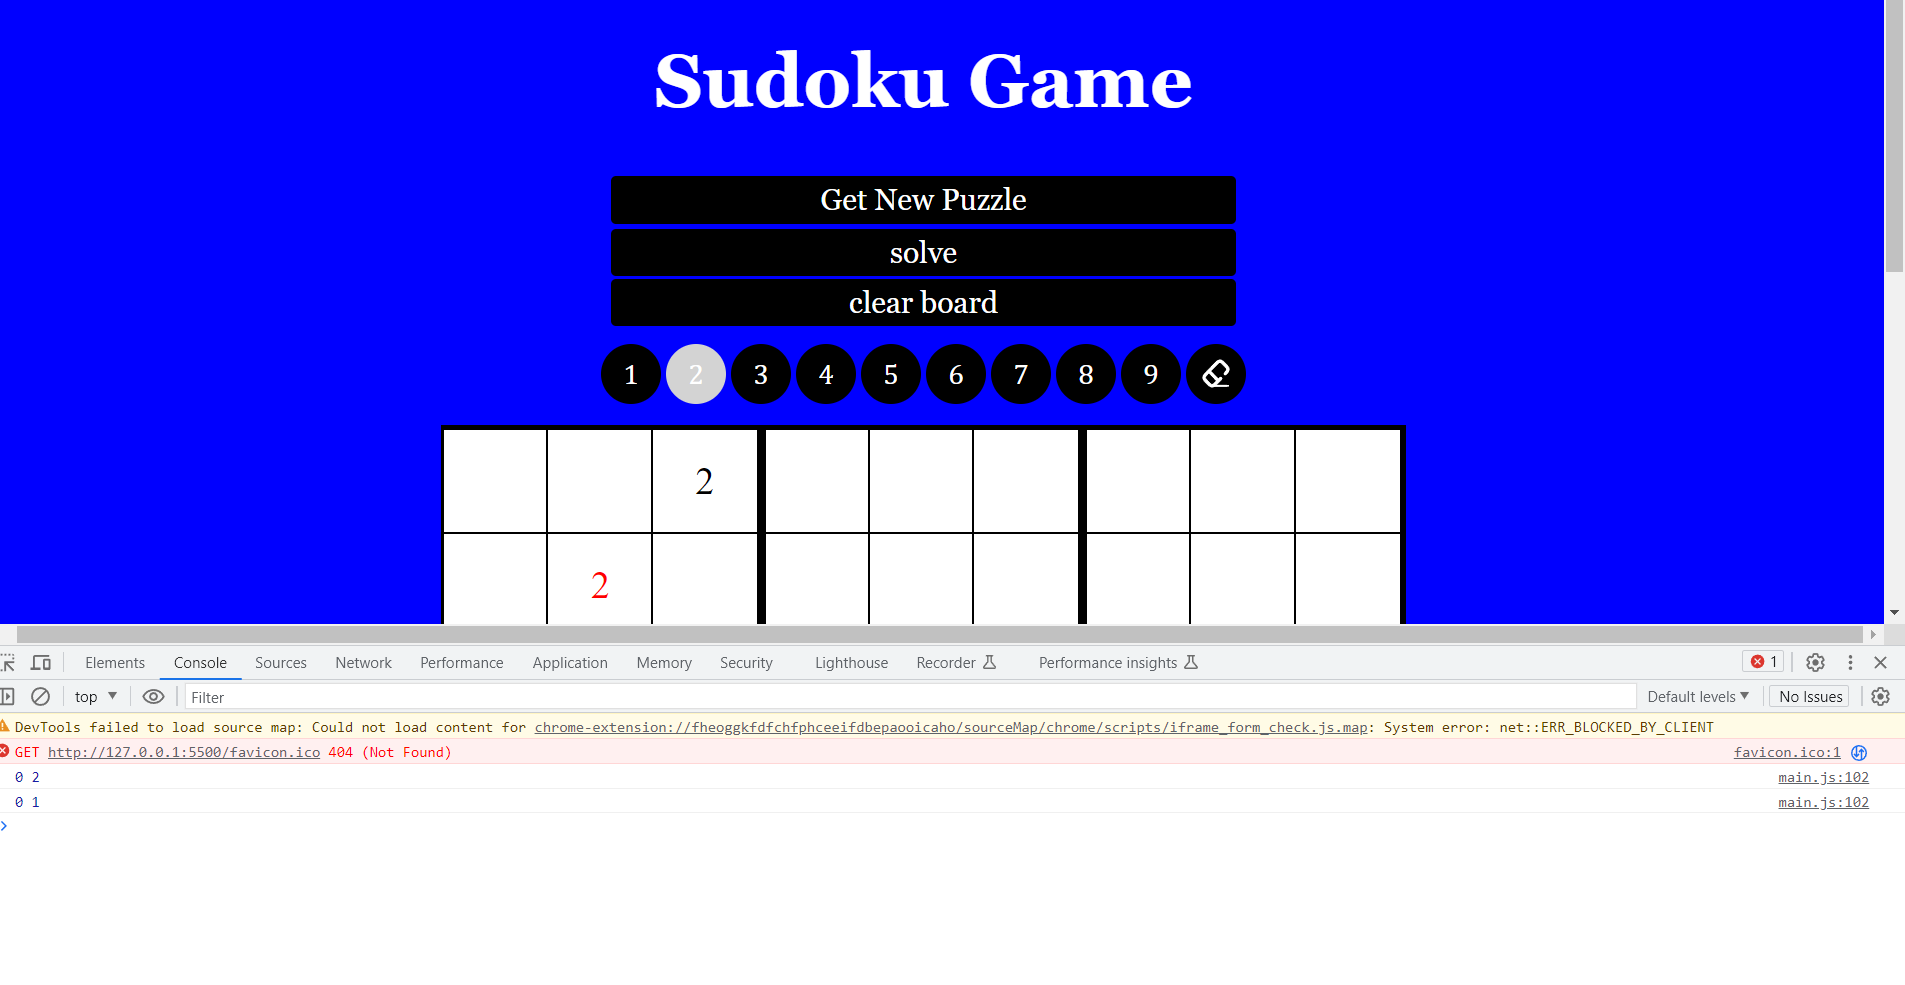 Sudoku Game
Get New Puzzle
solve
clear board
1 2 3 4 5 6 7 8 9
2
2
Elements Console Sources Network Performance Application Memory Security Lighthouse Recorder Performance insights 1
top Filter Default levels No Issues
DevTools failed to load source map: Could not load content for chrome-extension://fheoggkfdfchfphceeifdbepaooicaho/sourceMap/chrome/scripts/iframe_form_check.js.map: System error: net::ERR_BLOCKED_BY_CLIENT
GET http://127.0.0.1:5500/favicon.ico 404 (Not Found) favicon.ico:1
0 2 main.js:102
0 1 main.js:102